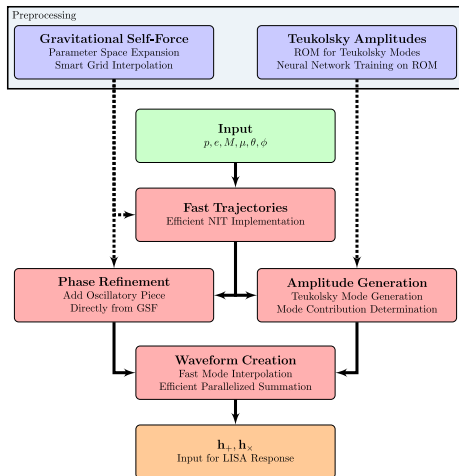 Preprocessing
Gravitational Self-Force
Parameter Space Expansion
Smart Grid Interpolation
Teukolsky Amplitudes
ROM for Teukolsky Modes
Neural Network Training on ROM
Input
p, e, M, μ, θ, ϕ
Fast Trajectories
Efficient NIT Implementation
Phase Refinement
Add Oscillatory Piece
Directly from GSF
Amplitude Generation
Teukolsky Mode Generation
Mode Contribution Determination
Waveform Creation
Fast Mode Interpolation
Efficient Parallelized Summation
h₊, h×
Input for LISA Response